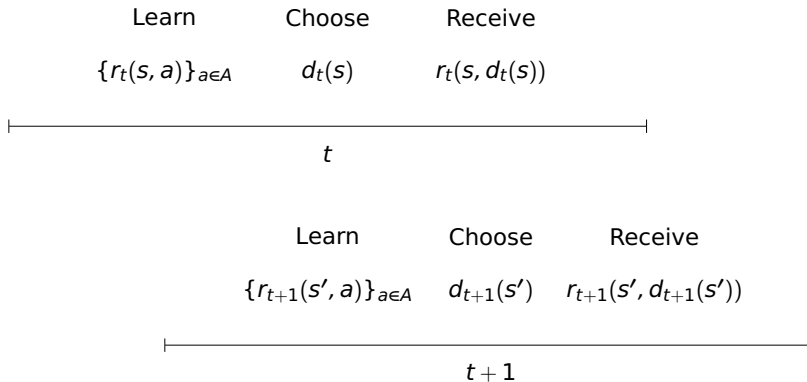 Learn Choose Receive
{r_t(s, a)}_{a∈A} d_t(s) r_t(s, d_t(s))
t
Learn Choose Receive
{r_{t+1}(s′, a)}_{a∈A} d_{t+1}(s′) r_{t+1}(s′, d_{t+1}(s′))
t + 1